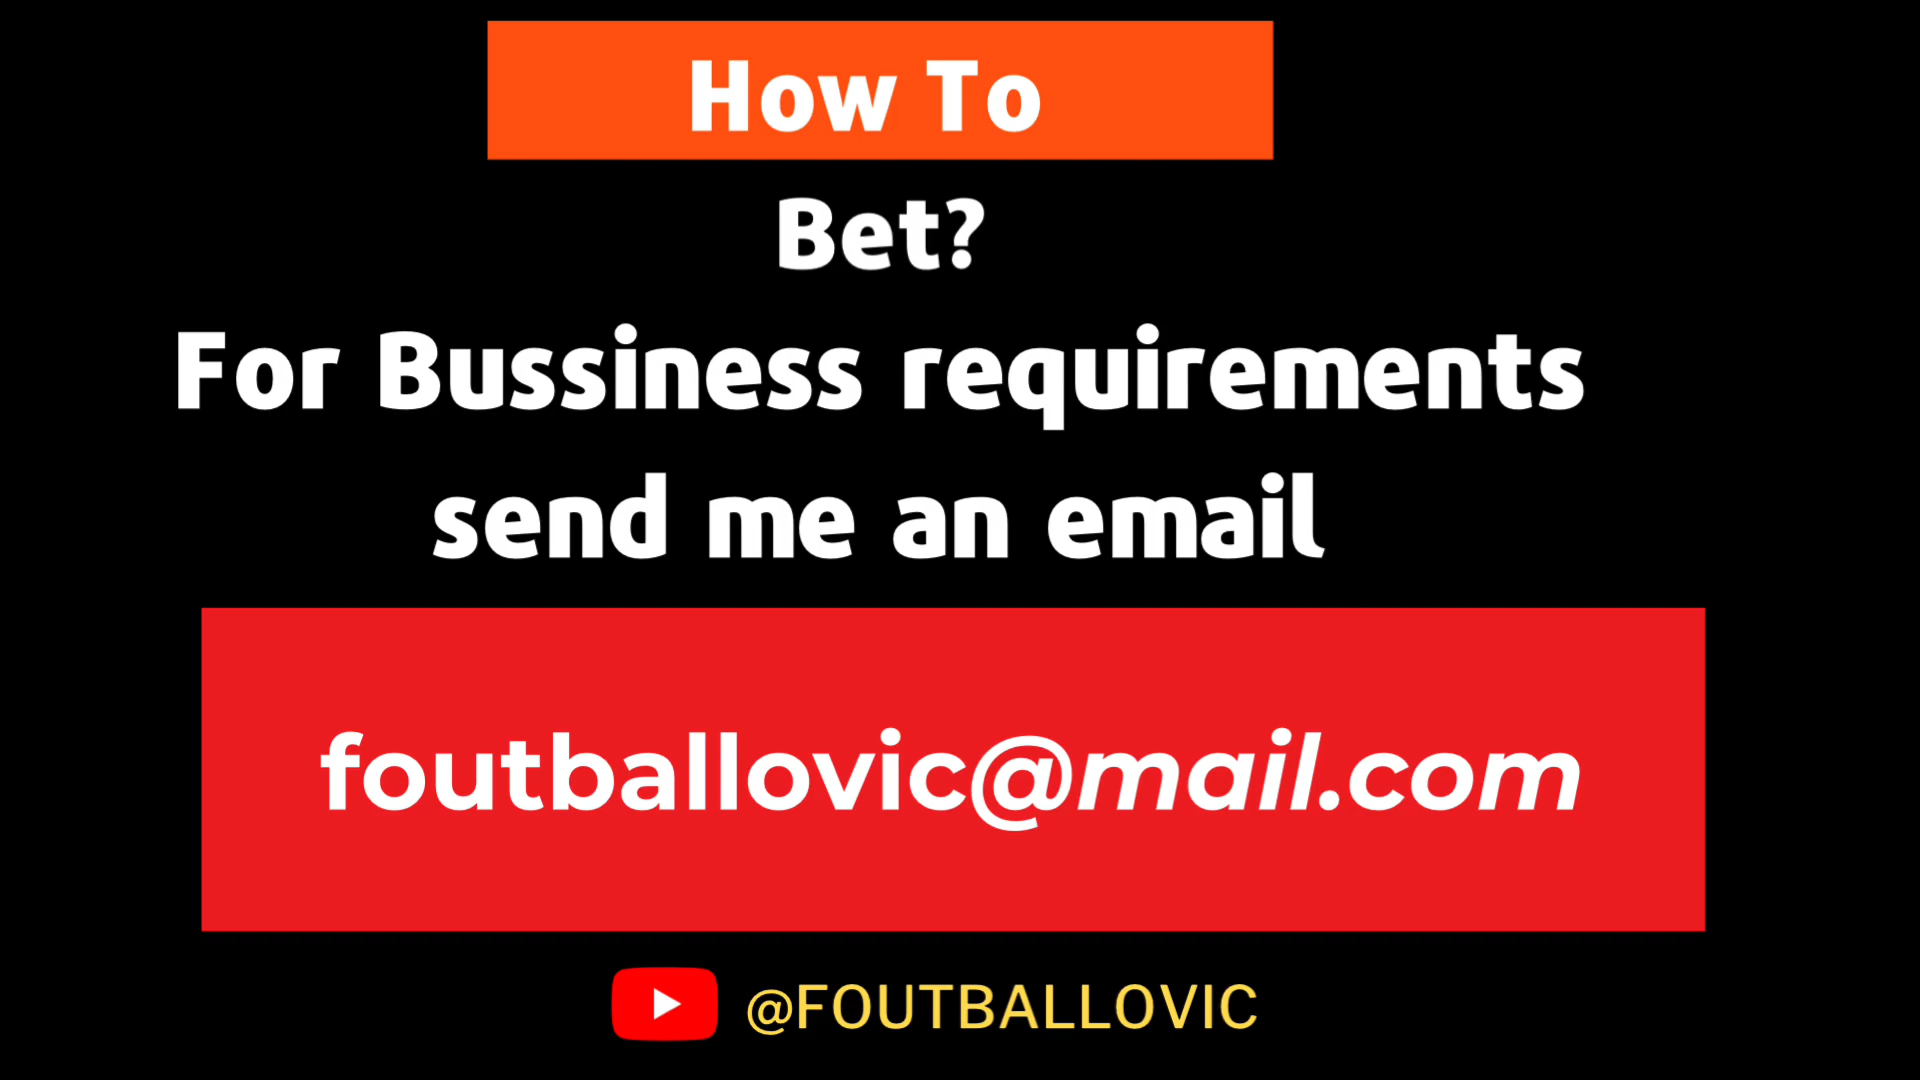 How To
Bet?
For Bussiness requirements
send me an email
foutballovic@mail.com
@FOUTBALLOVIC